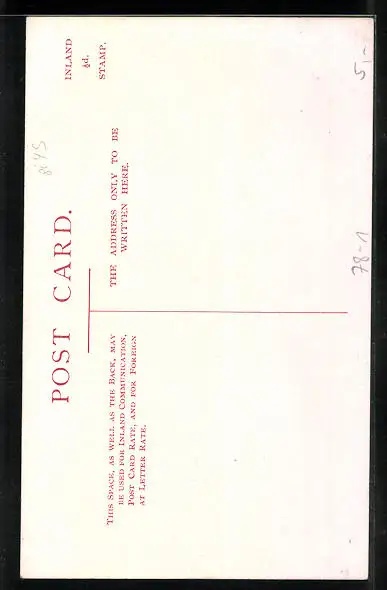 POST CARD.
INLAND
½d.
STAMP.
THIS SPACE, AS WELL AS THE BACK, MAY
BE USED FOR INLAND COMMUNICATION,
POST CARD RATE, AND FOR FOREIGN
AT LETTER RATE.
THE ADDRESS ONLY TO BE
WRITTEN HERE.
5,-
78-1